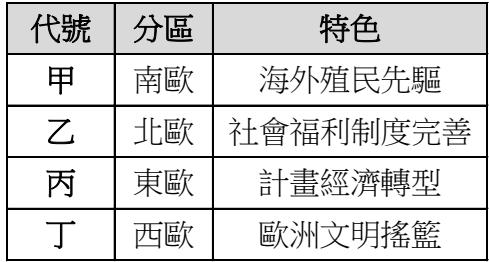 代號 分區 特色
甲 南歐 海外殖民先驅
乙 北歐 社會福利制度完善
丙 東歐 計畫經濟轉型
丁 西歐 歐洲文明搖籃